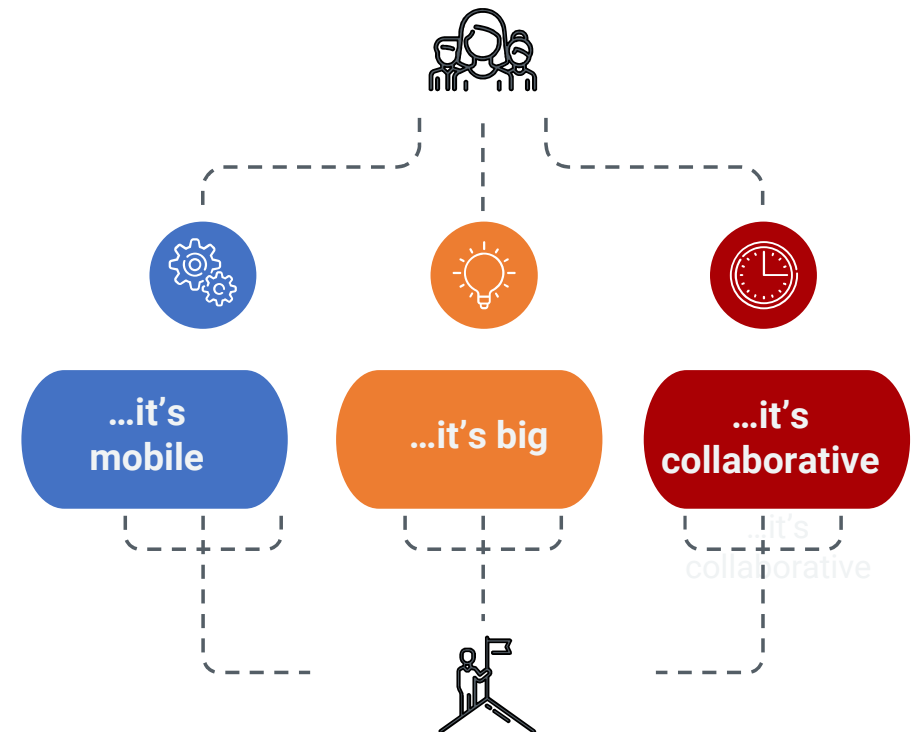 …it’s
mobile
…it’s big
…it’s
collaborative
…it’s
collaborative